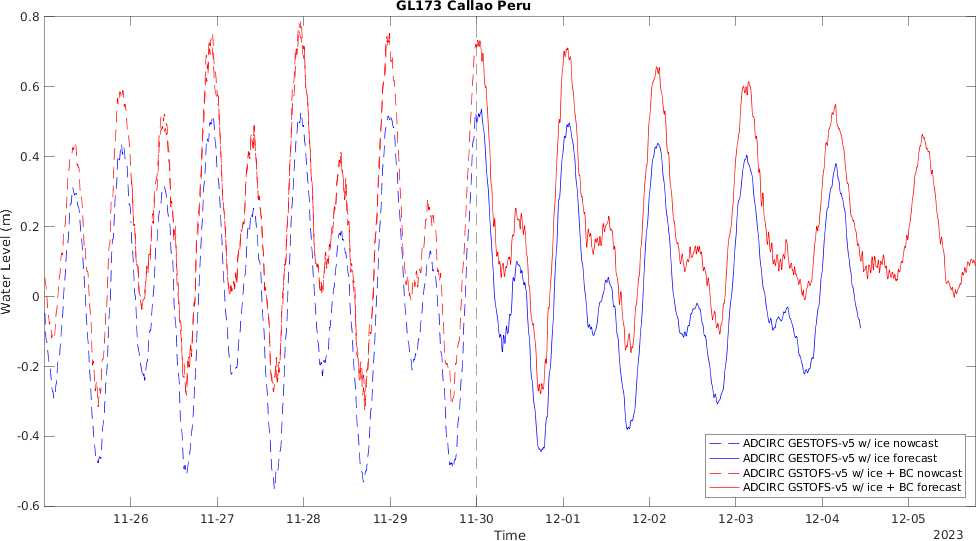 GL173 Callao Peru
0.8
0.6
0.4
0.2
0
-0.2
-0.4
-0.6
Water Level (m)
ADCIRC GESTOFS-v5 w/ ice nowcast
ADCIRC GESTOFS-v5 w/ ice forecast
ADCIRC GSTOFS-v5 w/ ice + BC nowcast
ADCIRC GSTOFS-v5 w/ ice + BC forecast
11-26 11-27 11-28 11-29 11-30 12-01 12-02 12-03 12-04 12-05
Time
2023